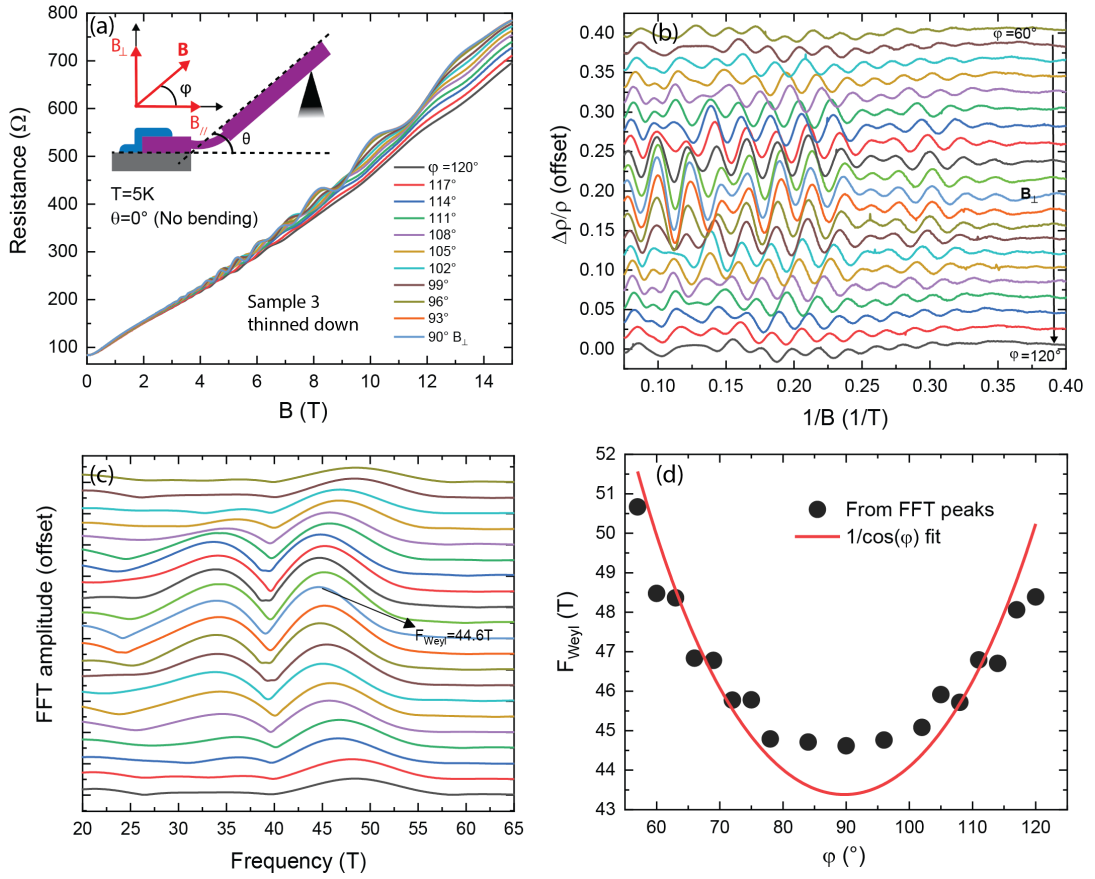 (a)
B⊥
B
φ
B//
θ
T=5K
θ=0° (No bending)
Sample 3
thinned down
φ =120°
117°
114°
111°
108°
105°
102°
99°
96°
93°
90° B⊥
800
700
600
500
400
300
200
100
Resistance (Ω)
0
2
4
6
8
10
12
14
B (T)
(b)
φ =60°
B⊥
φ =120°
0.40
0.35
0.30
0.25
0.20
0.15
0.10
0.05
0.00
Δρ/ρ (offset)
0.10
0.15
0.20
0.25
0.30
0.35
0.40
1/B (1/T)
(c)
F_Weyl=44.6T
FFT amplitude (offset)
20
25
30
35
40
45
50
55
60
65
Frequency (T)
(d)
From FFT peaks
1/cos(φ) fit
52
51
50
49
48
47
46
45
44
43
F_Weyl (T)
60
70
80
90
100
110
120
φ (°)